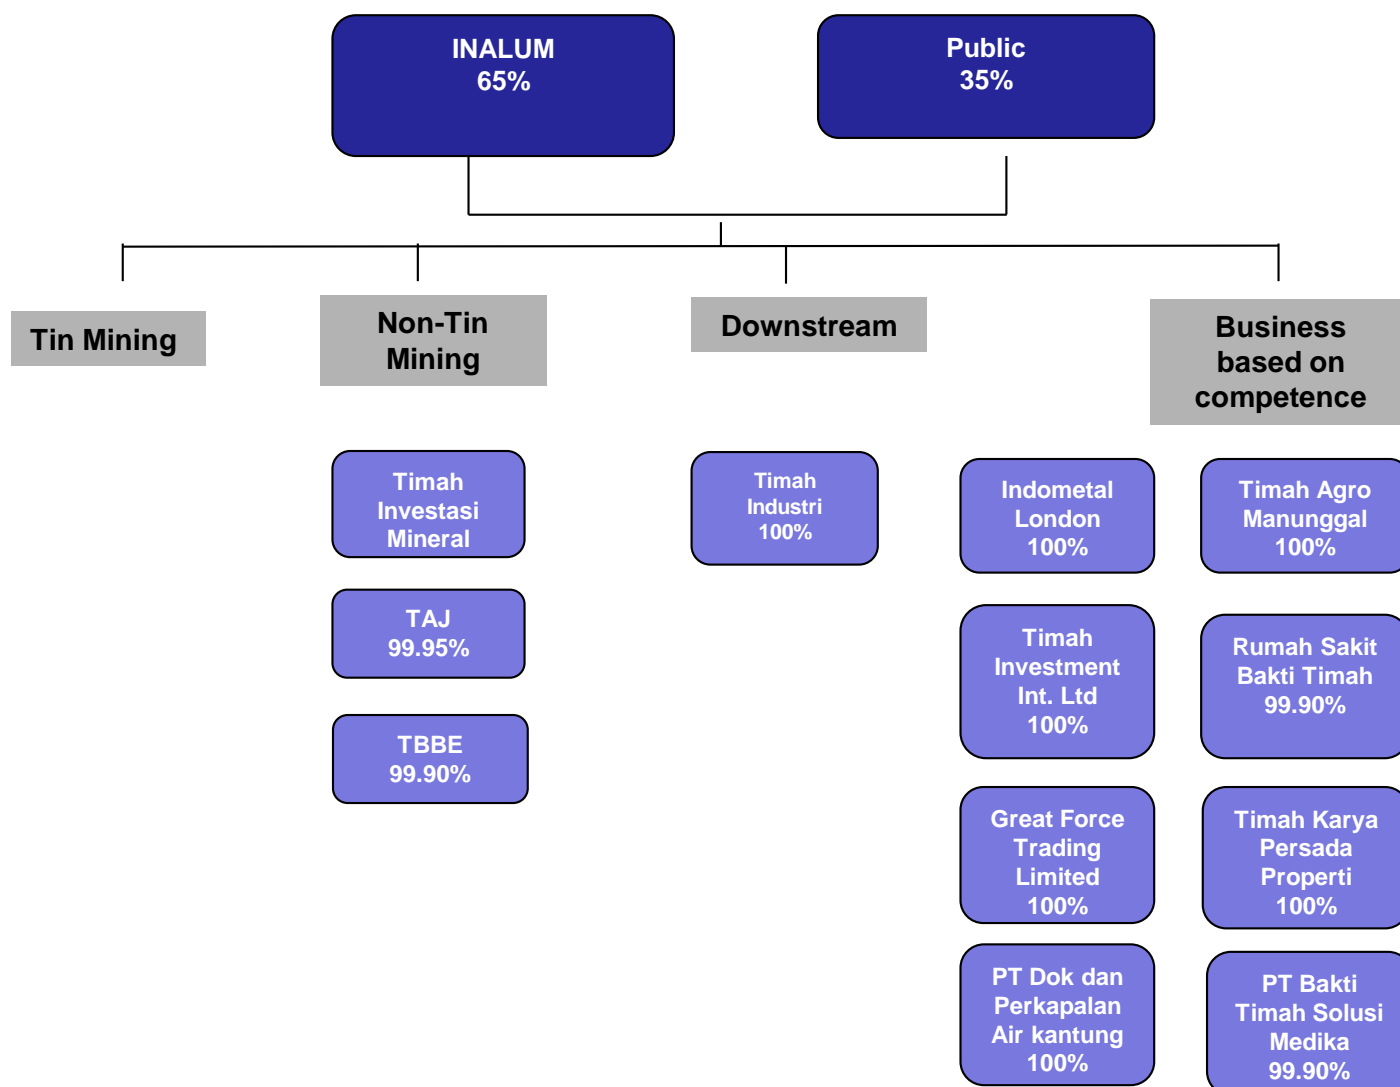 INALUM
65%
Public
35%
Tin Mining
Non-Tin
Mining
Downstream
Business
based on
competence
Timah
Investasi
Mineral
TAJ
99.95%
TBBE
99.90%
Timah
Industri
100%
Indometal
London
100%
Timah
Investment
Int. Ltd
100%
Great Force
Trading
Limited
100%
PT Dok dan
Perkapalan
Air kantung
100%
Timah Agro
Manunggal
100%
Rumah Sakit
Bakti Timah
99.90%
Timah Karya
Persada
Properti
100%
PT Bakti
Timah Solusi
Medika
99.90%